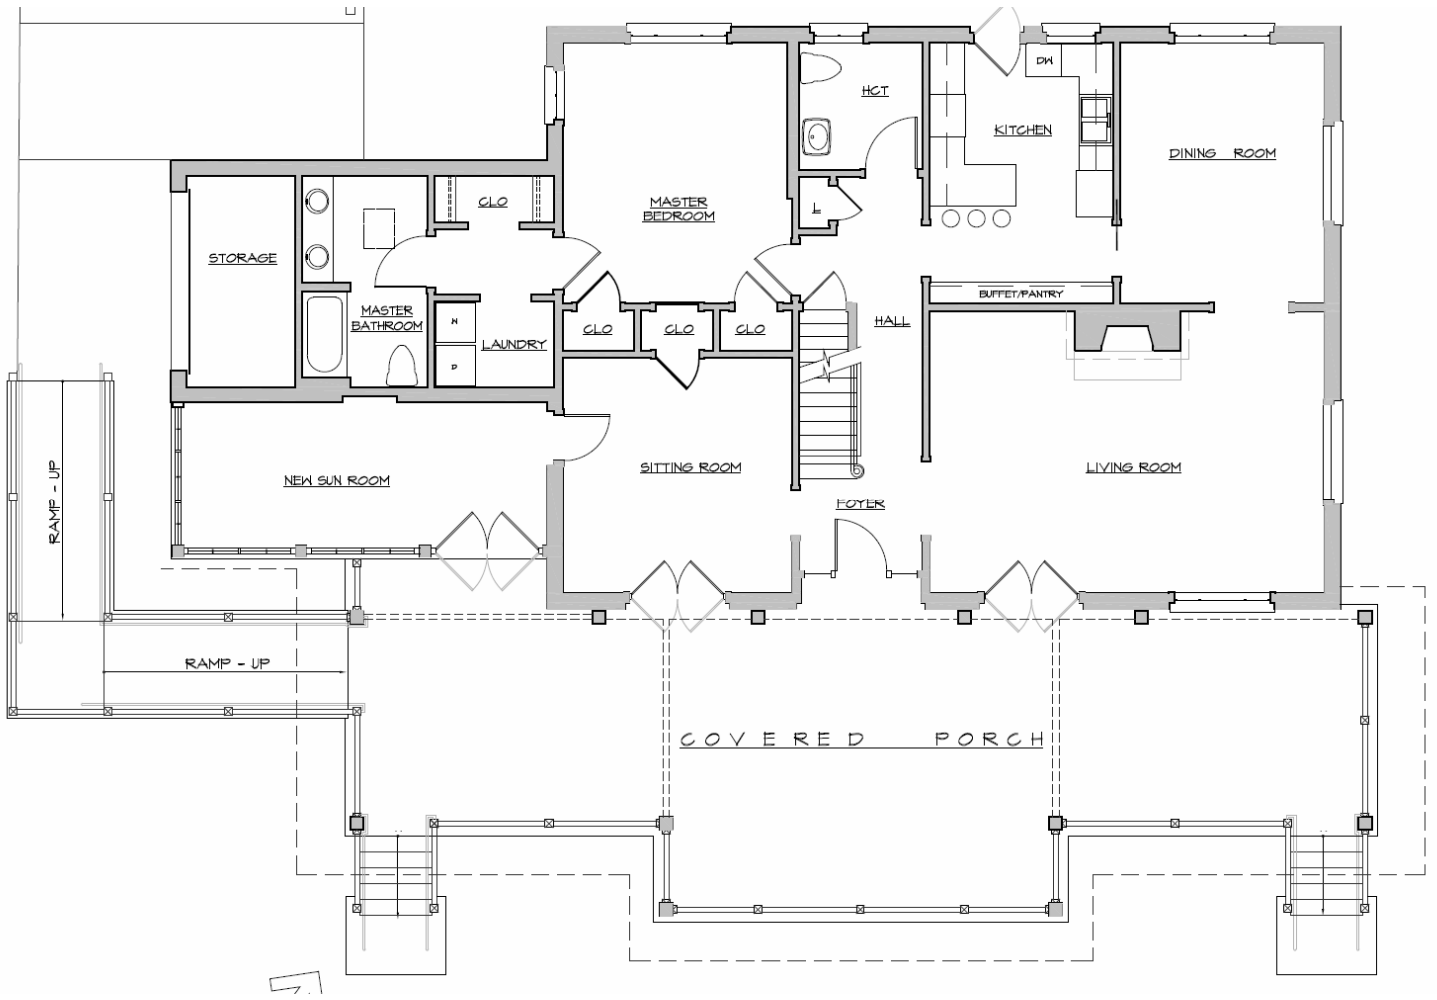 DW
HCT
KITCHEN
DINING ROOM
MASTER
BEDROOM
CLO
L
STORAGE
BUFFET/PANTRY
MASTER
BATHROOM
W
LAUNDRY
D
CLO
CLO
CLO
HALL
NEW SUN ROOM
SITTING ROOM
LIVING ROOM
FOYER
RAMP - UP
RAMP - UP
COVERED PORCH